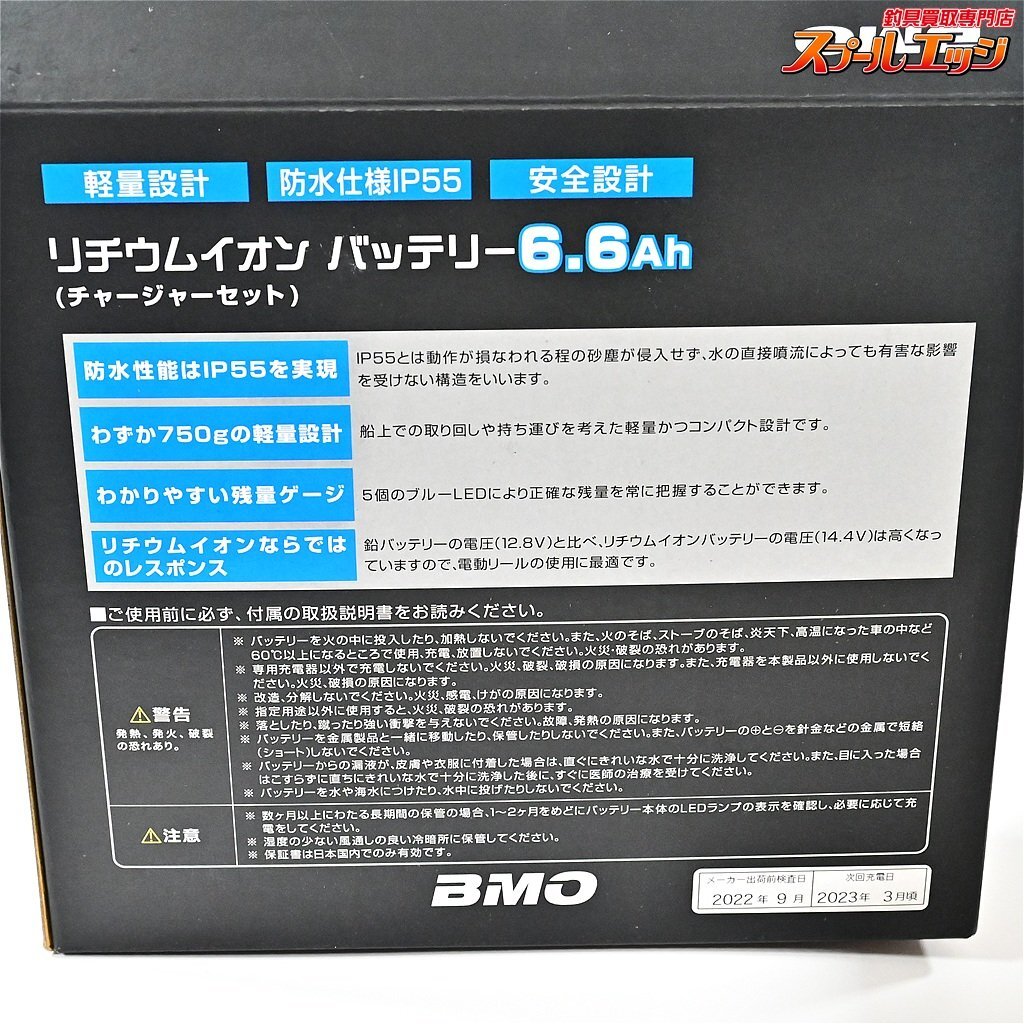 釣具買取専門店
スプールエッジ
軽量設計 防水仕様IP55 安全設計
リチウムイオン バッテリー6.6Ah
(チャージャーセット)
防水性能はIP55を実現
IP55とは動作が損なわれる程の砂塵が侵入せず、水の直接噴流によっても有害な影響
を受けない構造をいいます。
わずか750gの軽量設計
船上での取り回しや持ち運びを考えた軽量かつコンパクト設計です。
わかりやすい残量ゲージ
5個のブルーLEDにより正確な残量を常に把握することができます。
リチウムイオンならでは
のレスポンス
鉛バッテリーの電圧(12.8V)と比べ、リチウムイオンバッテリーの電圧(14.4V)は高くなっ
ていますので、電動リールの使用に最適です。
■ご使用前に必ず、付属の取扱説明書をお読みください。
⚠警告
発熱、発火、破裂
の恐れあり。
※ バッテリーを火の中に投入したり、加熱しないでください。また、火のそば、ストーブのそば、炎天下、高温になった車の中など
60℃以上になるところで使用、充電、放置しないでください。火災・破裂の恐れがあります。
※ 専用充電器以外で充電しないでください。火災、破裂、破損の原因になります。また、充電器を本製品以外に使用しないでく
ださい。火災、破損の原因になります。
※ 改造、分解しないでください。火災、感電、けがの原因になります。
※ 指定用途以外に使用すると、火災、破裂の恐れがあります。
※ 落としたり、蹴ったり強い衝撃を与えないでください。故障、発熱の原因になります。
※ バッテリーを金属製品と一緒に移動したり、保管したりしないでください。また、バッテリーの⊕と⊖を針金などの金属で短絡
(ショート)しないでください。
※ バッテリーからの漏液が、皮膚や衣服に付着した場合は、直ぐにきれいな水で十分に洗浄してください。また、目に入った場合
はこすらずに直ちにきれいな水で十分に洗浄した後に、すぐに医師の治療を受けてください。
※ バッテリーを水や海水につけたり、水中に投げたりしないでください。
⚠注意
※ 数ヶ月以上にわたる長期間の保管の場合、1〜2ヶ月をめどにバッテリー本体のLEDランプの表示を確認し、必要に応じて充
電をしてください。
※ 湿度の少ない風通しの良い冷暗所に保管してください。
※ 保証書は日本国内でのみ有効です。
BMO
メーカー出荷前検査日 次回充電日
2022年 9月 2023年 3月頃